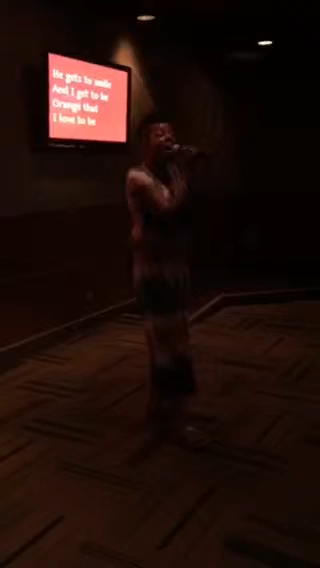 He gets to smile
And I get to be
Orange that
I love to be